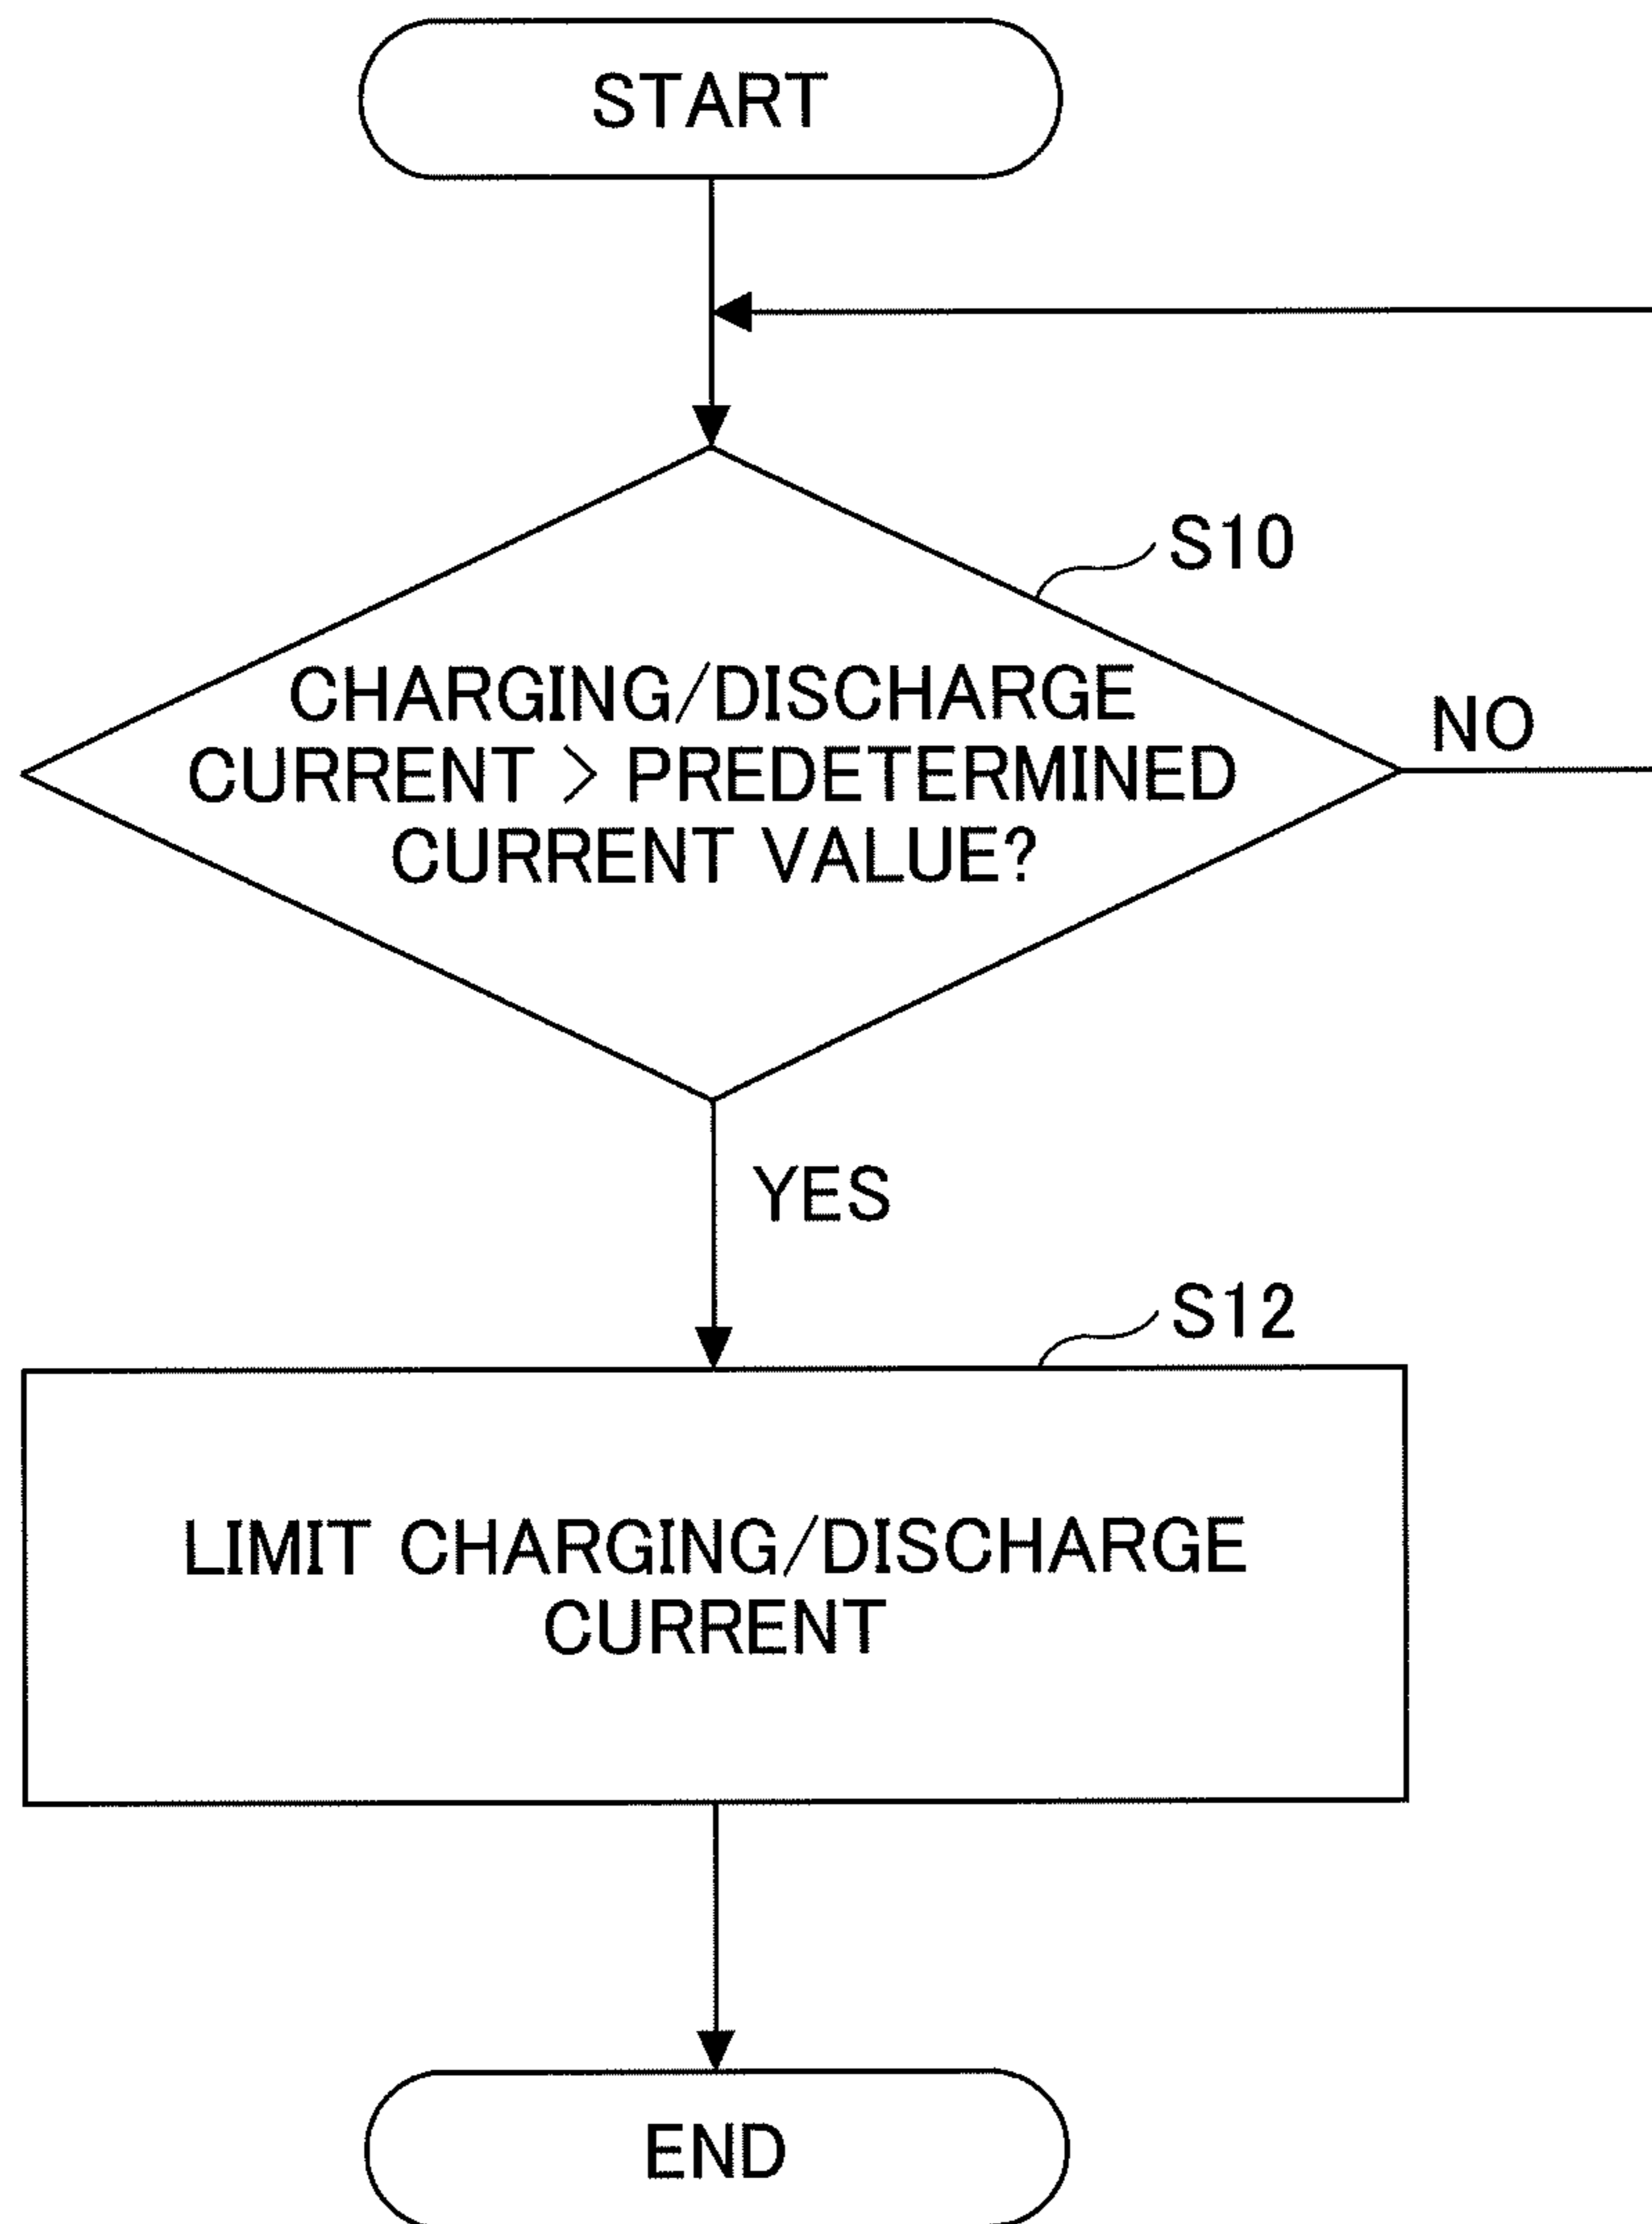 START
S10
CHARGING/DISCHARGE
CURRENT > PREDETERMINED
CURRENT VALUE?
NO
YES
S12
LIMIT CHARGING/DISCHARGE
CURRENT
END